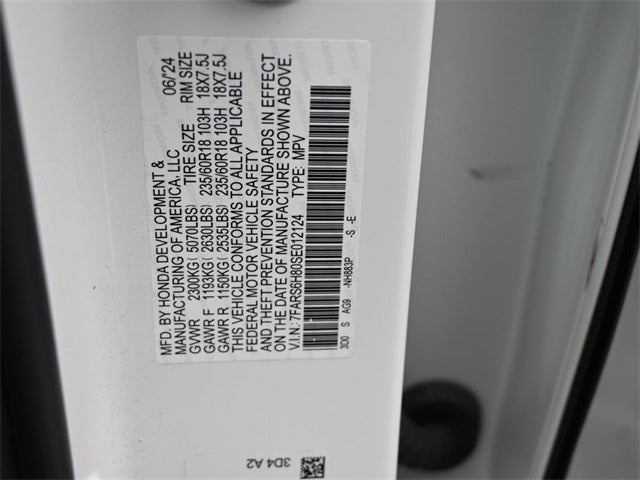 MFD. BY HONDA DEVELOPMENT &
MANUFACTURING OF AMERICA, LLC 06/'24
GVWR 2300KG( 5070LBS) TIRE SIZE RIM SIZE
GAWR F 1193KG( 2630LBS) 235/60R18 103H 18X7.5J
GAWR R 1150KG( 2536LBS) 235/60R18 103H 18X7.5J
THIS VEHICLE CONFORMS TO ALL APPLICABLE
FEDERAL MOTOR VEHICLE SAFETY
AND THEFT PREVENTION STANDARDS IN EFFECT
ON THE DATE OF MANUFACTURE SHOWN ABOVE.
V.I.N.: 7FARS6H80SE012124 TYPE: MPV
3D0 S AG9 -NH883P -S -E
3D4 A2